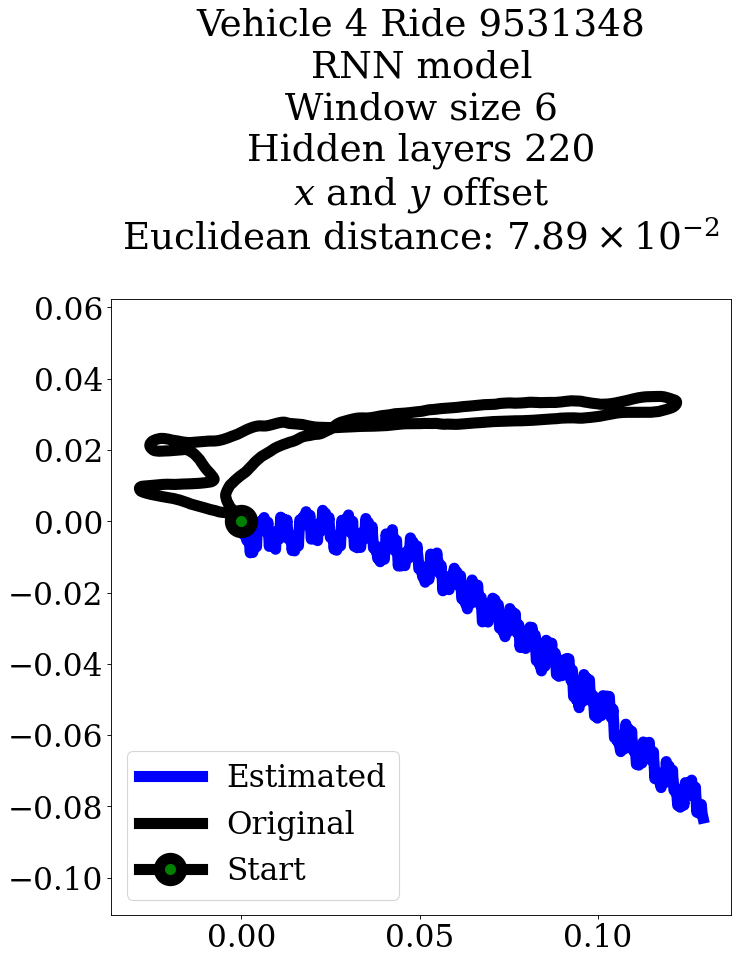 Vehicle 4 Ride 9531348
RNN model
Window size 6
Hidden layers 220
x and y offset
Euclidean distance: 7.89 × 10⁻²
0.06
0.04
0.02
0.00
−0.02
−0.04
−0.06
−0.08
−0.10
Estimated
Original
Start
0.00 0.05 0.10